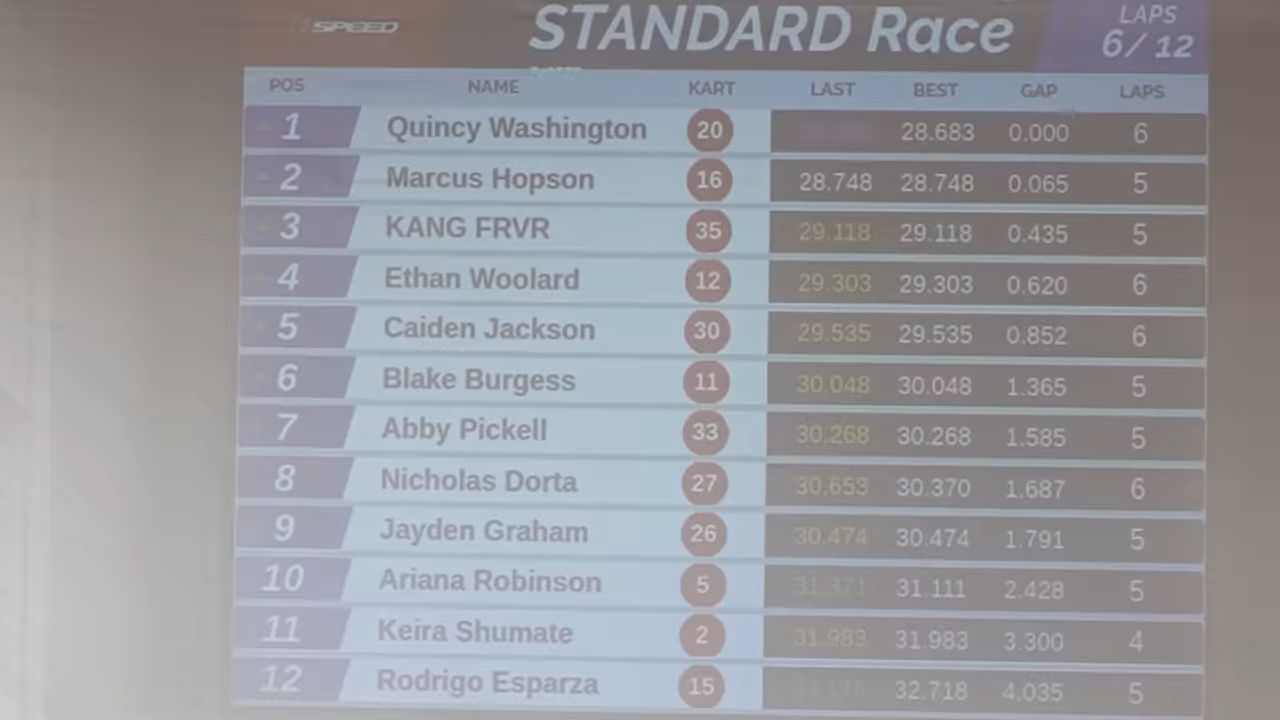 SPEED STANDARD Race LAPS
6/ 12
POS NAME KART LAST BEST GAP LAPS
1 Quincy Washington 20 28.683 0.000 6
2 Marcus Hopson 16 28.748 28.748 0.065 5
3 KANG FRVR 35 29.118 29.118 0.435 5
4 Ethan Woolard 12 29.303 29.303 0.620 6
5 Caiden Jackson 30 29.535 29.535 0.852 6
6 Blake Burgess 11 30.048 30.048 1.365 5
7 Abby Pickell 33 30.268 30.268 1.585 5
8 Nicholas Dorta 27 30.653 30.370 1.687 6
9 Jayden Graham 26 30.474 30.474 1.791 5
10 Ariana Robinson 5 31.111 2.428 5
11 Keira Shumate 2 31.983 31.983 3.300 4
12 Rodrigo Esparza 15 32.718 4.035 5